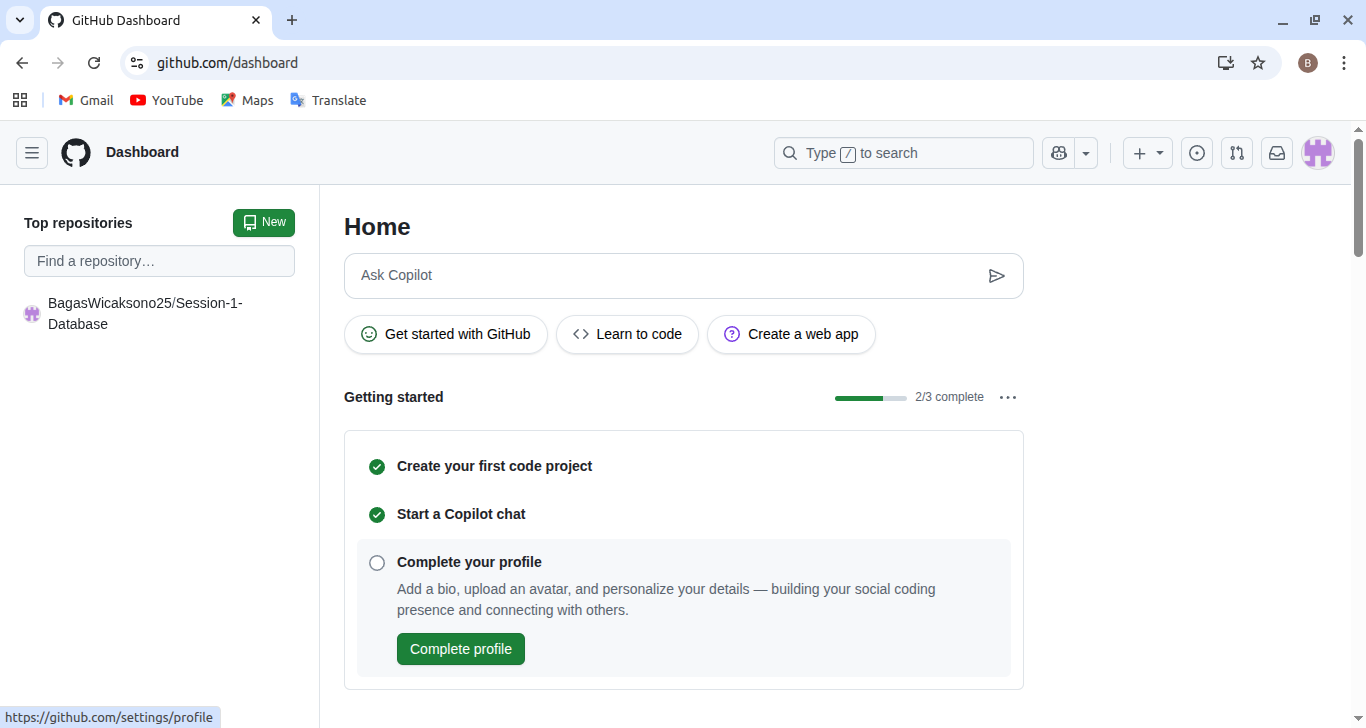 GitHub Dashboard
github.com/dashboard
B
Gmail
YouTube
Maps
Translate
Dashboard
Type / to search
Top repositories
New
Find a repository…
BagasWicaksono25/Session-1-
Database
Home
Ask Copilot
Get started with GitHub
Learn to code
Create a web app
Getting started
2/3 complete
Create your first code project
Start a Copilot chat
Complete your profile
Add a bio, upload an avatar, and personalize your details — building your social coding
presence and connecting with others.
Complete profile
https://github.com/settings/profile